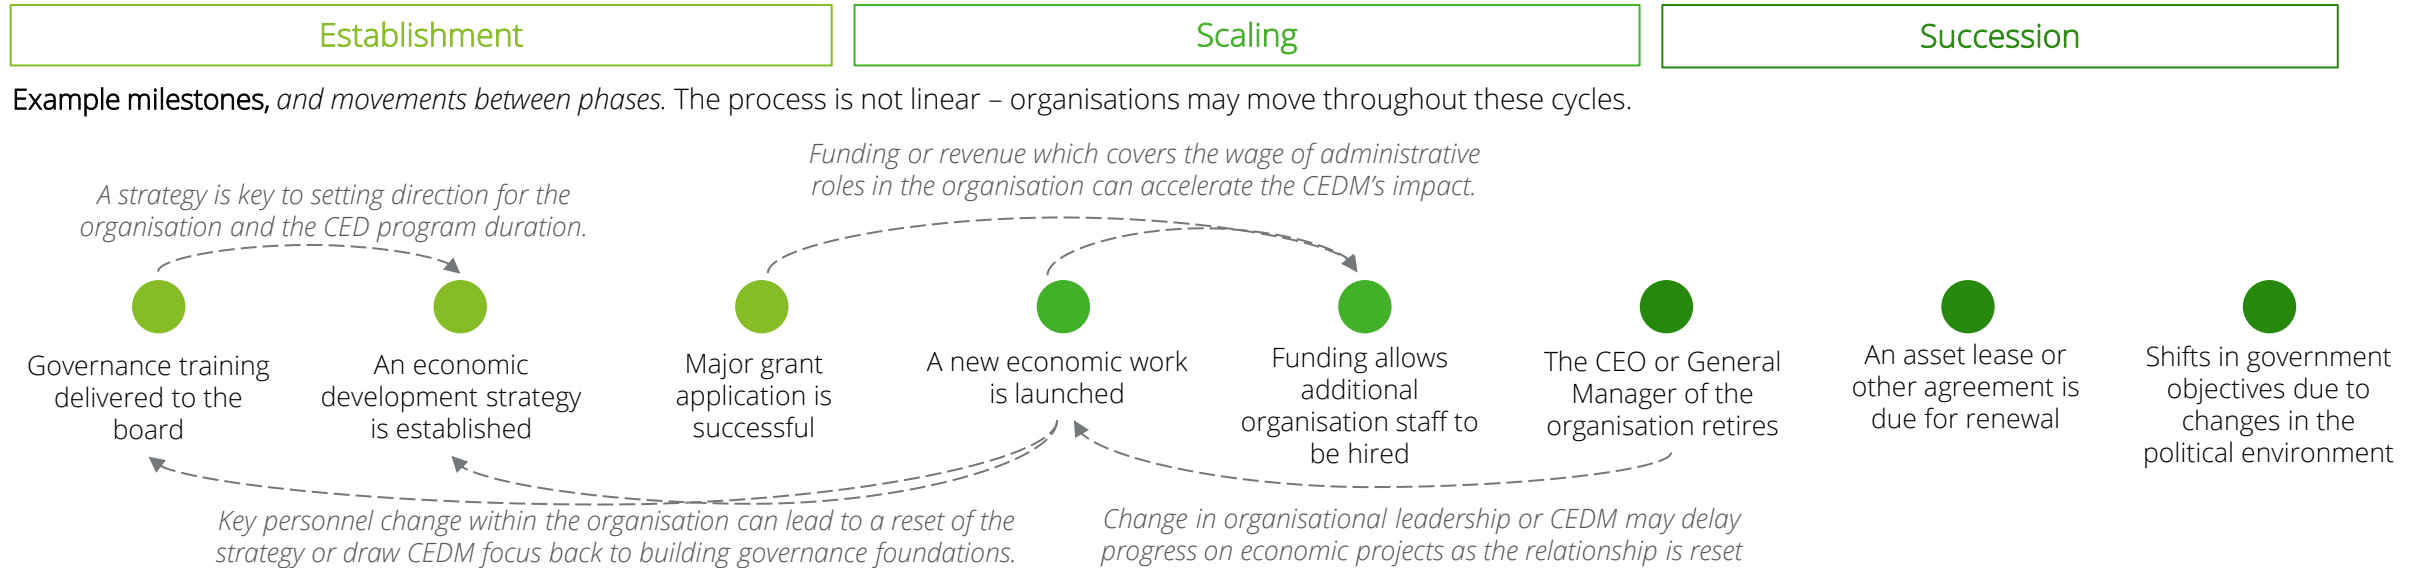 Establishment
Scaling
Succession
Example milestones, and movements between phases. The process is not linear – organisations may move throughout these cycles.
Funding or revenue which covers the wage of administrative
roles in the organisation can accelerate the CEDM’s impact.
A strategy is key to setting direction for the
organisation and the CED program duration.
Governance training
delivered to the
board
An economic
development strategy
is established
Major grant
application is
successful
A new economic work
is launched
Funding allows
additional
organisation staff to
be hired
The CEO or General
Manager of the
organisation retires
An asset lease or
other agreement is
due for renewal
Shifts in government
objectives due to
changes in the
political environment
Key personnel change within the organisation can lead to a reset of the
strategy or draw CEDM focus back to building governance foundations.
Change in organisational leadership or CEDM may delay
progress on economic projects as the relationship is reset